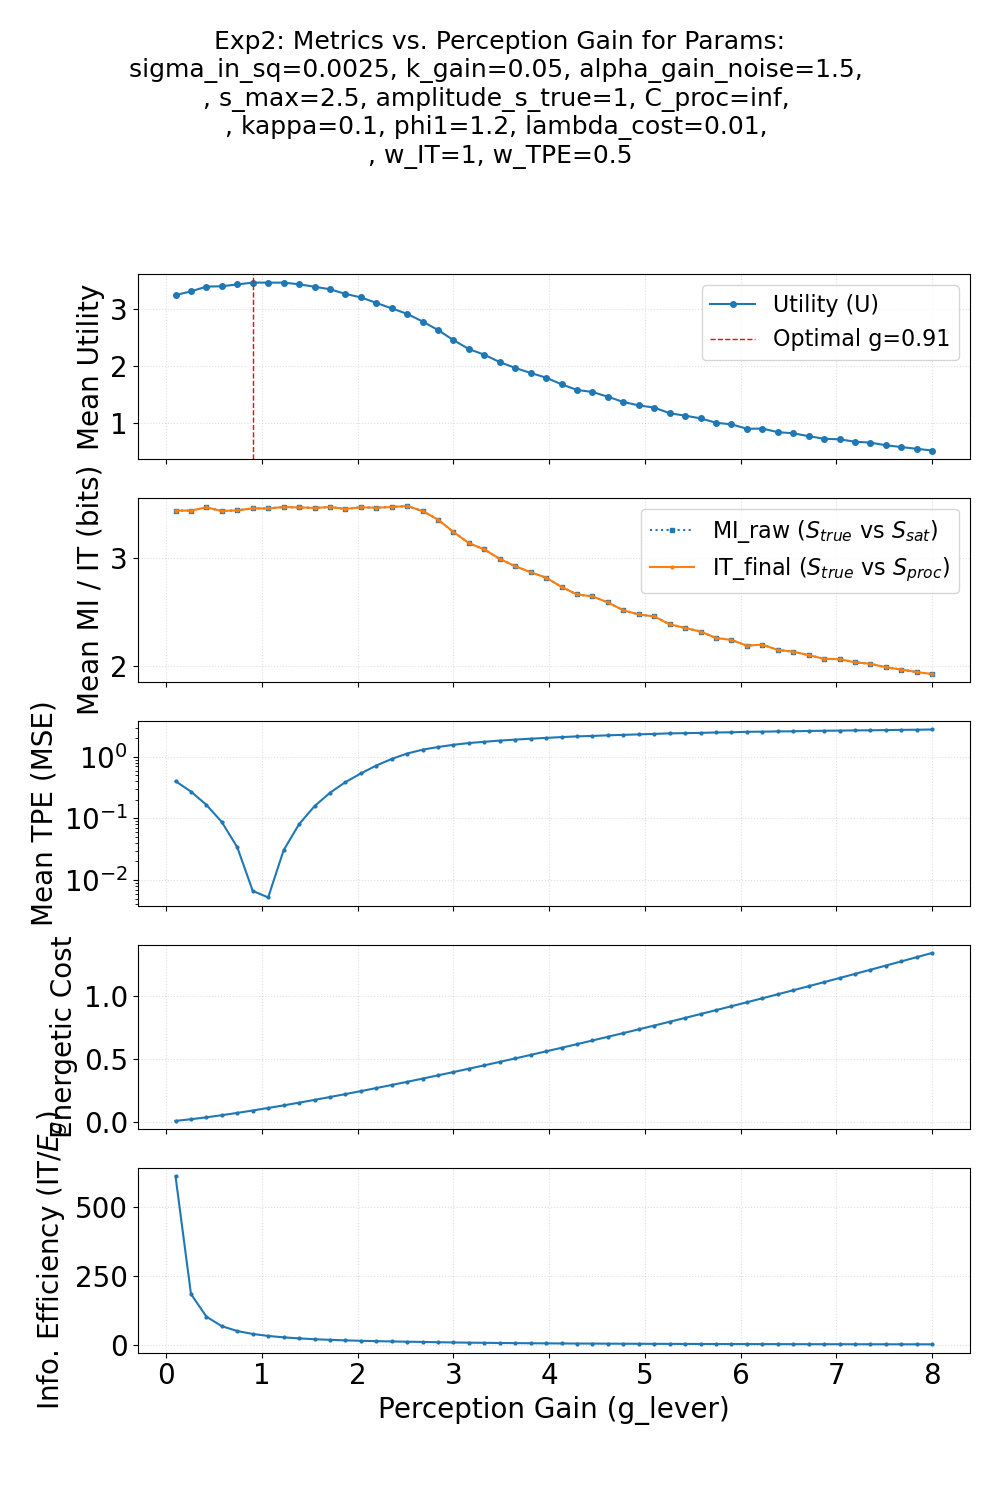 Exp2: Metrics vs. Perception Gain for Params:
sigma_in_sq=0.0025, k_gain=0.05, alpha_gain_noise=1.5,
, s_max=2.5, amplitude_s_true=1, C_proc=inf,
, kappa=0.1, phi1=1.2, lambda_cost=0.01,
, w_IT=1, w_TPE=0.5
Mean Utility
3
2
1
Utility (U)
Optimal g=0.91
Mean MI / IT (bits)
3
2
MI_raw (S_true vs S_sat)
IT_final (S_true vs S_proc)
Mean TPE (MSE)
10^0
10^-1
10^-2
Energetic Cost
1.0
0.5
0.0
Info. Efficiency (IT/E_g)
500
250
0
0 1 2 3 4 5 6 7 8
Perception Gain (g_lever)